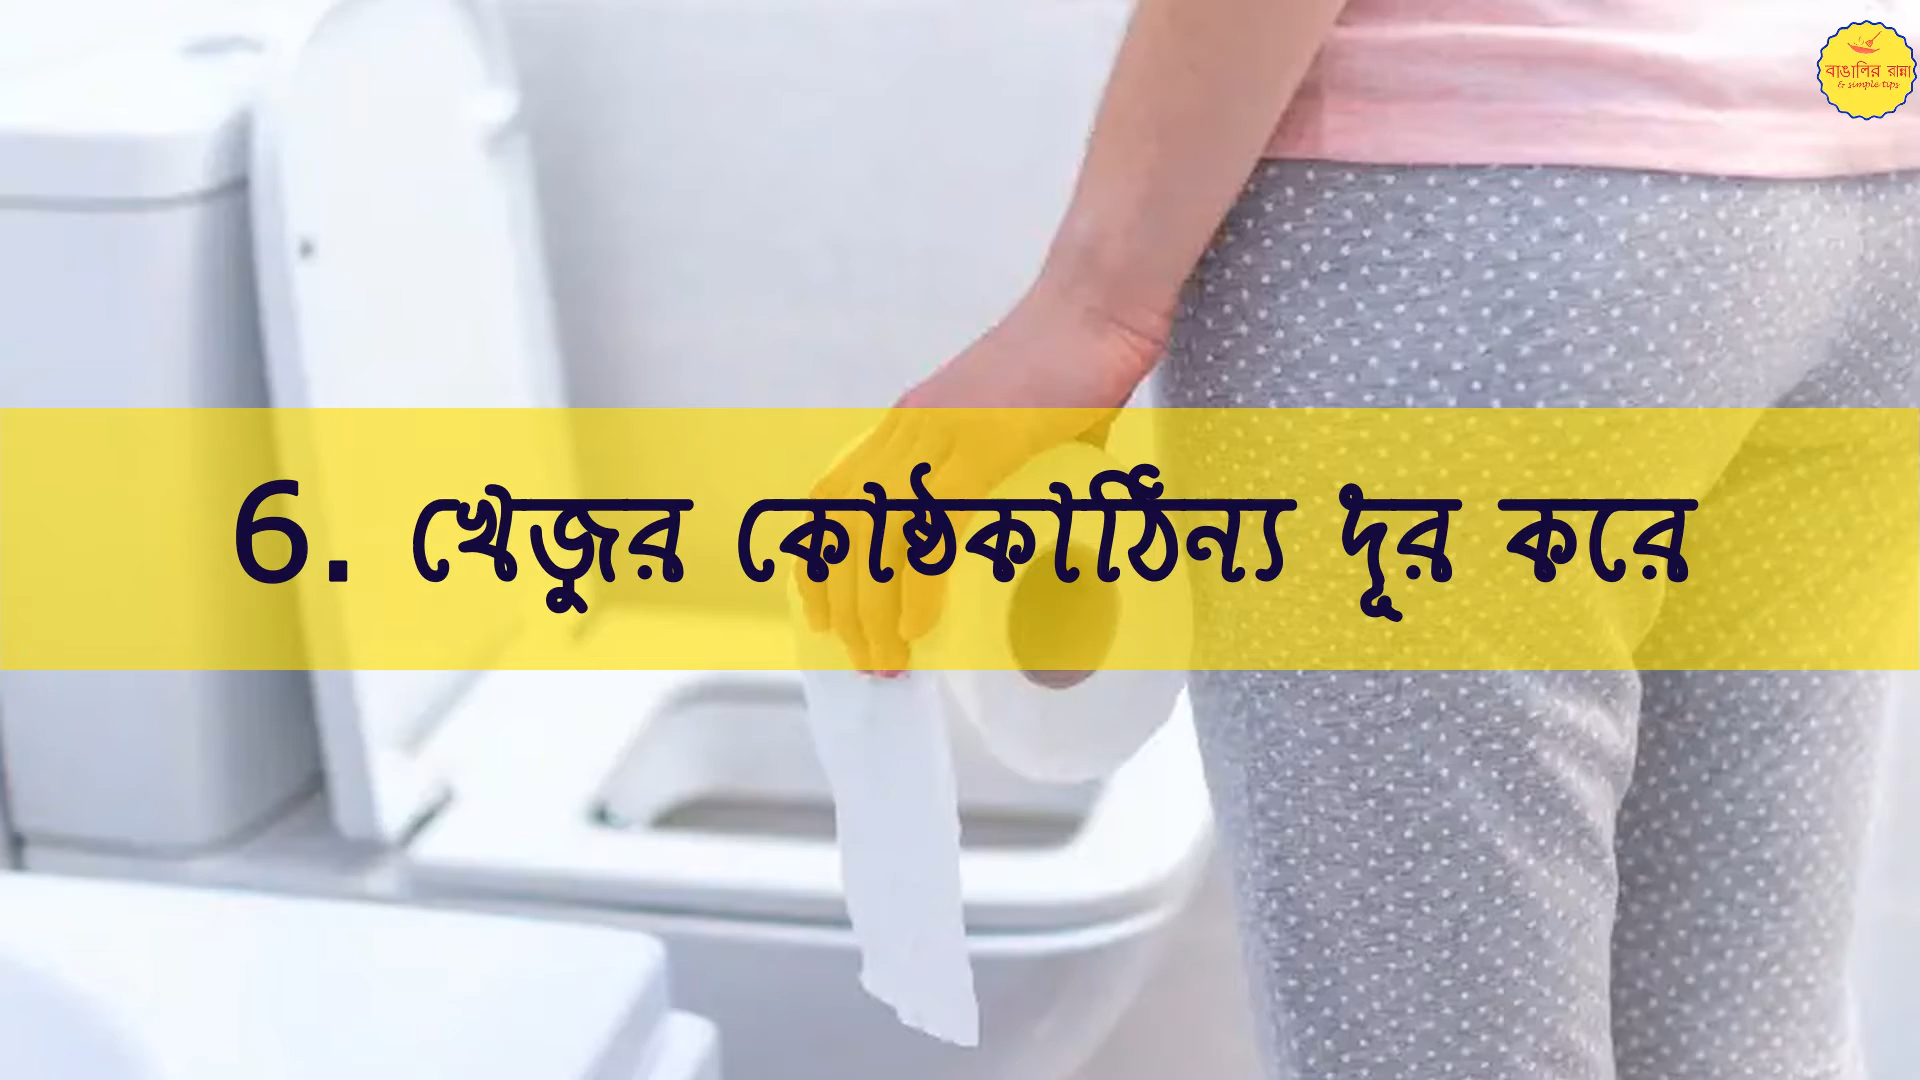 বাঙালির রান্না
& simple tips
6. খেজুর কোষ্ঠকাঠিন্য দূর করে